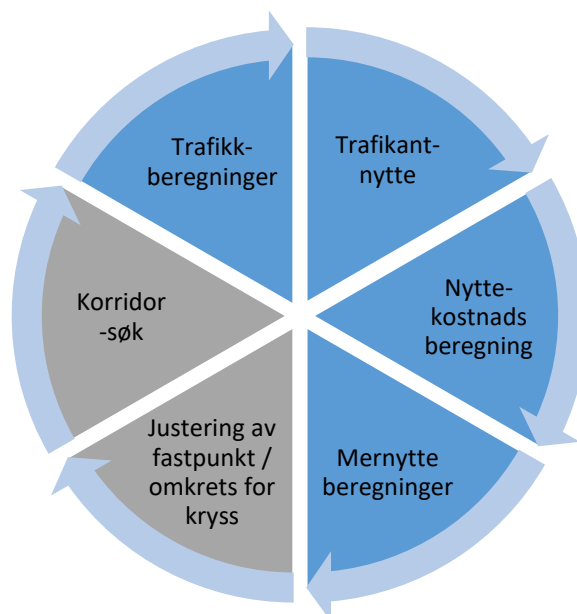 Trafikk-
beregninger
Trafikant-
nytte
Nytte-
kostnads
beregning
Mernytte
beregninger
Justering av
fastpunkt /
omkrets for
kryss
Korridor
-søk